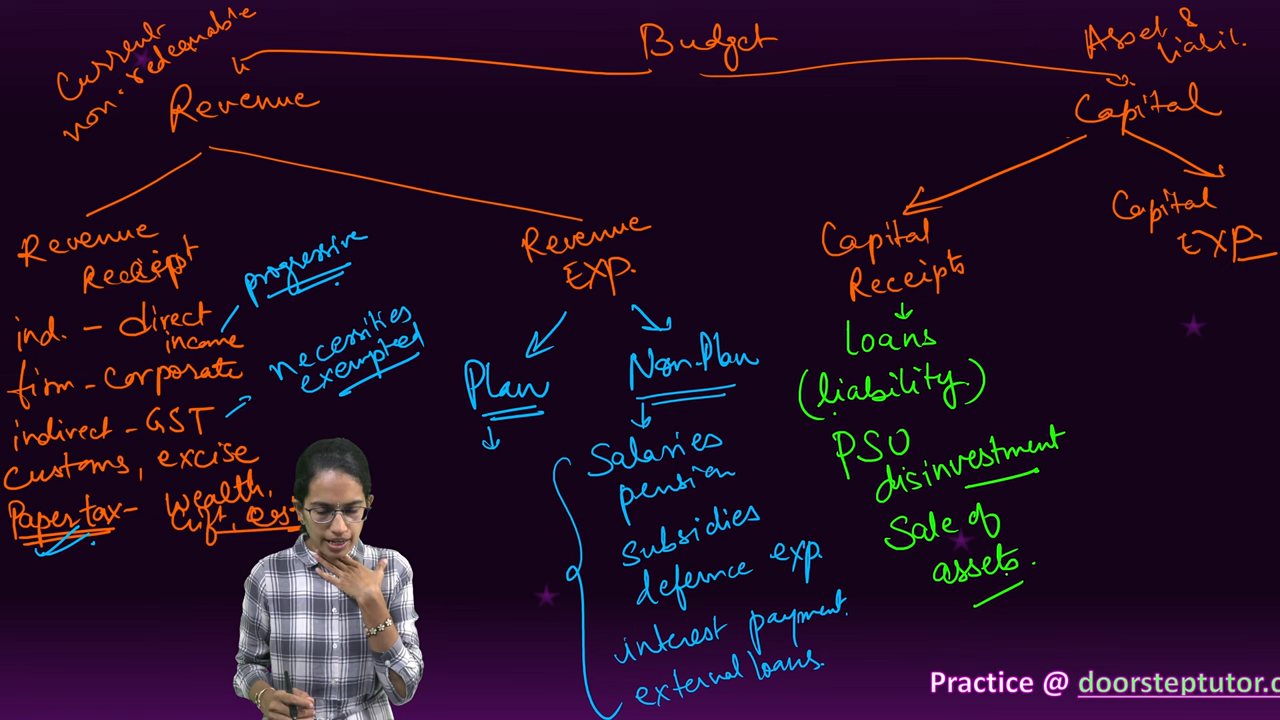 Budget
Current
non-redeemable
Revenue
Asset &
liabil.
Capital
Revenue
Receipt
progressive
ind. - direct
income
firm - corporate
necessities
exempted
indirect - GST
Customs, excise
Paper tax - wealth,
Gift,
Revenue
EXP.
Plan
Non-Plan
Salaries
pension
Subsidies
defernce exp.
interest payment.
external loans.
Capital
Receipts
loans
(liability)
PSU
disinvestment
Sale of
assets.
Capital
EXP.
Practice @ doorsteptutor.c